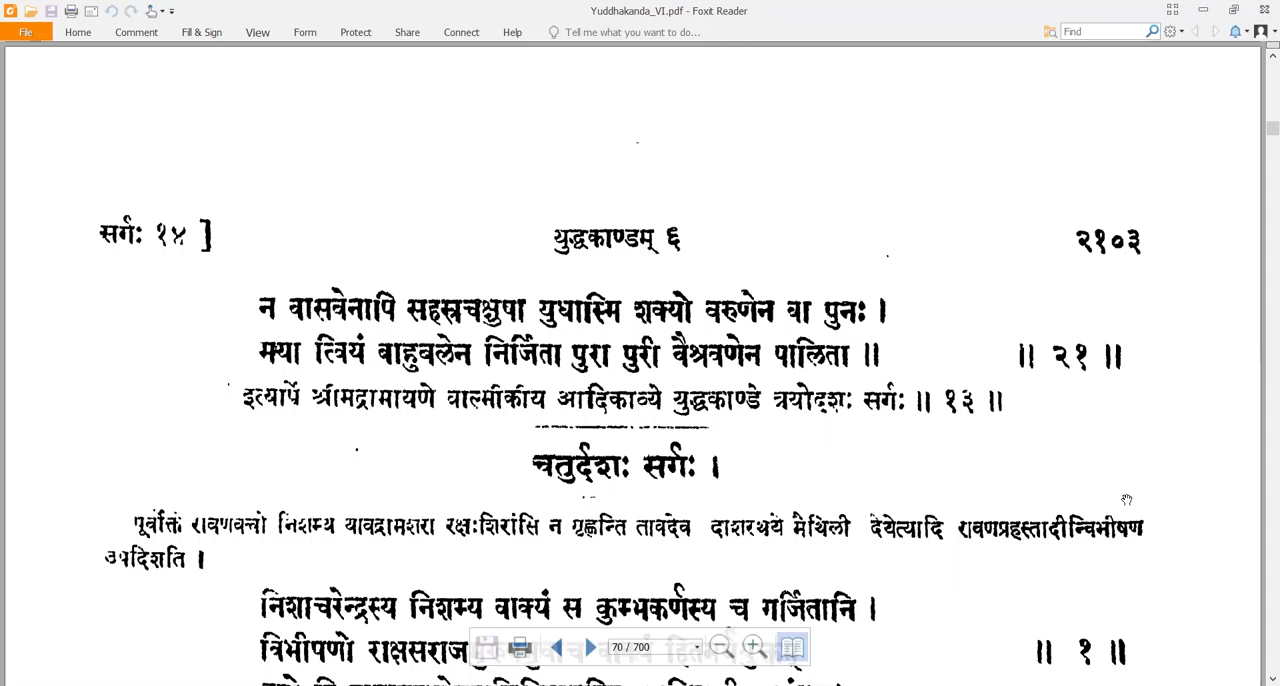 Yuddhakanda_VI.pdf - Foxit Reader
File Home Comment Fill & Sign View Form Protect Share Connect Help Tell me what you want to do... Find
सर्गः १४ ] युद्धकाण्डम् ६ २१०३
न वासवेनापि सहस्रचक्षुषा युधास्मि शक्यो वरुणेन वा पुनः ।
मया त्वियं बाहुबलेन निर्जिता पुरा पुरी वैश्रवणेन पालिता ॥ ॥ २१ ॥
इत्यार्षे श्रीमद्रामायणे वाल्मीकीय आदिकाव्ये युद्धकाण्डे त्रयोदशः सर्गः ॥ १३ ॥
चतुर्दशः सर्गः ।
पूर्वोक्तं रावणवचो निशम्य यावद्रामशरा रक्षःशिरांसि न गृह्णन्ति तावदेव दाशरथये मैथिली देयेत्यादि रावणप्रहस्तादीन्विभीषण
उपदिशति ।
निशाचरेन्द्रस्य निशम्य वाक्यं स कुम्भकर्णस्य च गर्जितानि ।
विभीषणो राक्षसराज ॥ १ ॥
70 / 700